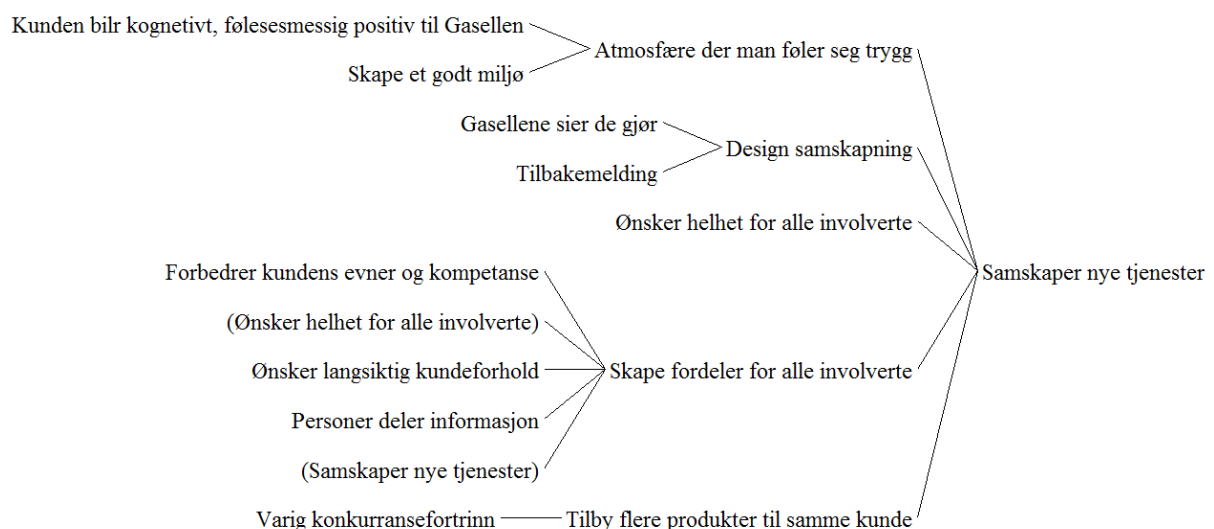 Kunden bilr kognetivt, følesesmessig positiv til Gasellen
Atmosfære der man føler seg trygg
Skape et godt miljø
Gasellene sier de gjør
Design samskapning
Tilbakemelding
Ønsker helhet for alle involverte
Forbedrer kundens evner og kompetanse
Samskaper nye tjenester
(Ønsker helhet for alle involverte)
Ønsker langsiktig kundeforhold
Skape fordeler for alle involverte
Personer deler informasjon
(Samskaper nye tjenester)
Varig konkurransefortrinn
Tilby flere produkter til samme kunde